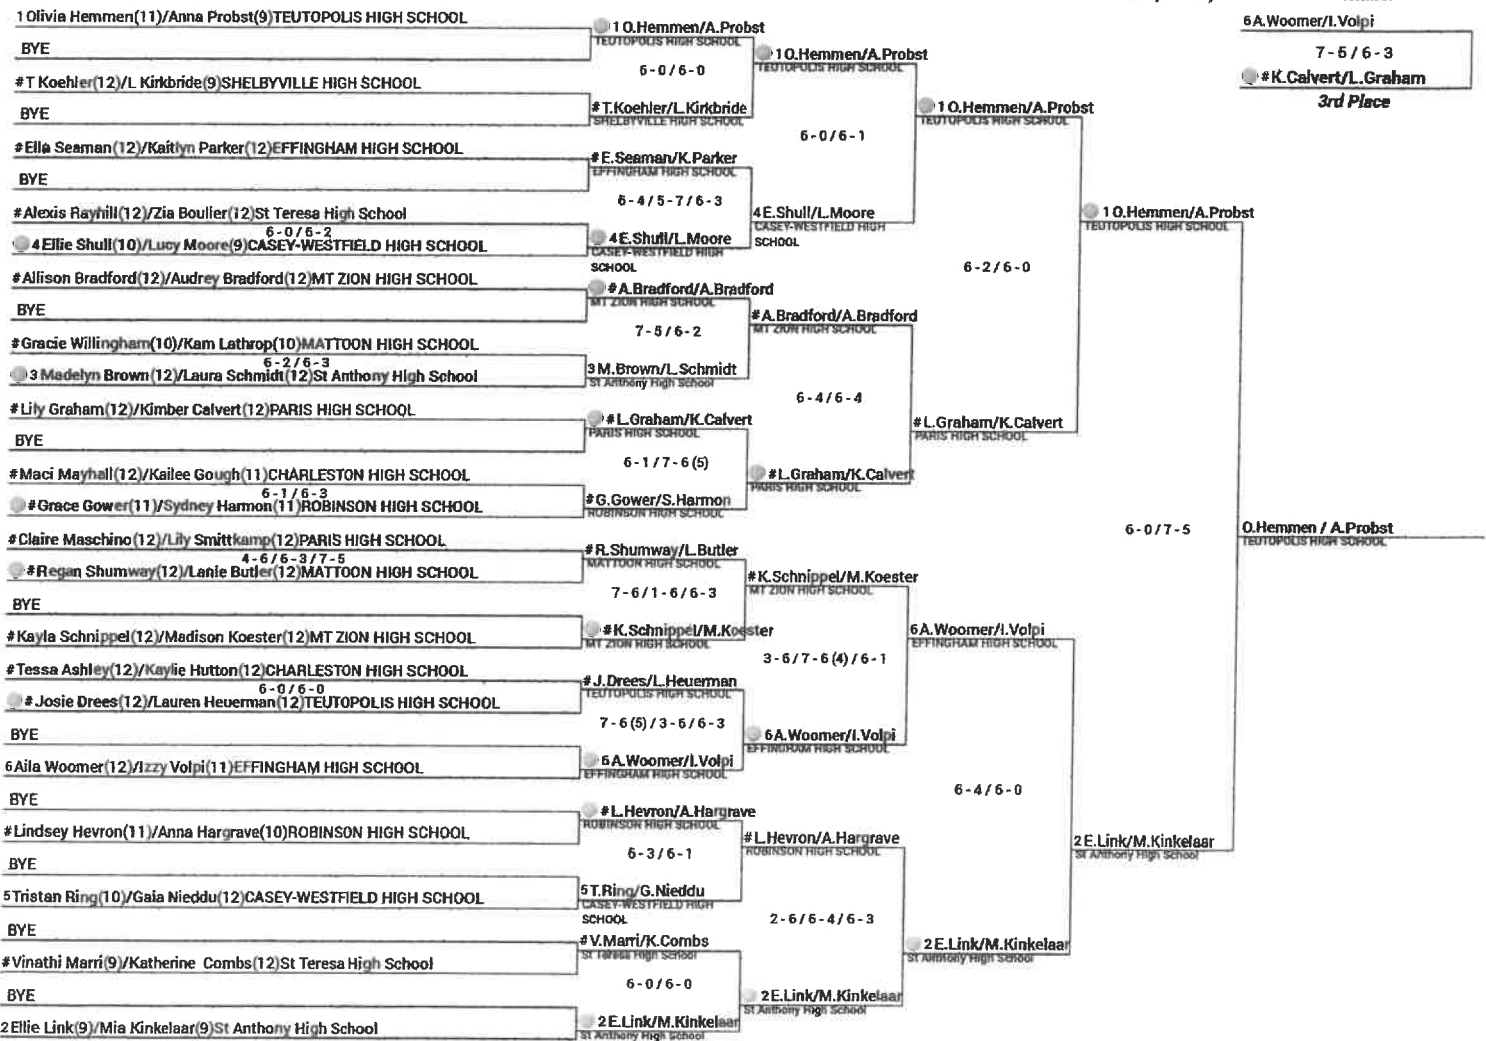 1 Olivia Hemmen(11)/Anna Probst(9)TEUTOPOLIS HIGH SCHOOL
BYE
#T Koehler(12)/L Kirkbride(9)SHELBYVILLE HIGH SCHOOL
BYE
#Ella Seaman(12)/Kaitlyn Parker(12)EFFINGHAM HIGH SCHOOL
BYE
#Alexis Rayhill(12)/Zia Boulier(12)St Teresa High School
6-0/6-2
4 Ellie Shull(10)/Lucy Moore(9)CASEY-WESTFIELD HIGH SCHOOL
#Allison Bradford(12)/Audrey Bradford(12)MT ZION HIGH SCHOOL
BYE
#Gracie Willingham(10)/Kam Lathrop(10)MATTOON HIGH SCHOOL
6-2/6-3
3 Madelyn Brown(12)/Laura Schmidt(12)St Anthony High School
#Lily Graham(12)/Kimber Calvert(12)PARIS HIGH SCHOOL
BYE
#Maci Mayhall(12)/Kailee Gough(11)CHARLESTON HIGH SCHOOL
6-1/6-3
#Grace Gower(11)/Sydney Harmon(11)ROBINSON HIGH SCHOOL
#Claire Maschino(12)/Lily Smittkamp(12)PARIS HIGH SCHOOL
4-6/6-3/7-5
#Regan Shumway(12)/Lanie Butler(12)MATTOON HIGH SCHOOL
BYE
#Kayla Schnippel(12)/Madison Koester(12)MT ZION HIGH SCHOOL
#Tessa Ashley(12)/Kaylie Hutton(12)CHARLESTON HIGH SCHOOL
6-0/6-0
#Josie Drees(12)/Lauren Heuerman(12)TEUTOPOLIS HIGH SCHOOL
BYE
6 Aila Woomer(12)/Izzy Volpi(11)EFFINGHAM HIGH SCHOOL
BYE
#Lindsey Hevron(11)/Anna Hargrave(10)ROBINSON HIGH SCHOOL
BYE
5 Tristan Ring(10)/Gaia Nieddu(12)CASEY-WESTFIELD HIGH SCHOOL
BYE
#Vinathi Marri(9)/Katherine Combs(12)St Teresa High School
BYE
2 Ellie Link(9)/Mia Kinkelaar(9)St Anthony High School
1 O.Hemmen/A.Probst
TEUTOPOLIS HIGH SCHOOL
6-0/6-0
#T.Koehler/L.Kirkbride
SHELBYVILLE HIGH SCHOOL
#E.Seaman/K.Parker
EFFINGHAM HIGH SCHOOL
6-4/5-7/6-3
4 E.Shull/L.Moore
CASEY-WESTFIELD HIGH
SCHOOL
#A.Bradford/A.Bradford
MT ZION HIGH SCHOOL
7-5/6-2
3 M.Brown/L.Schmidt
St Anthony High School
#L.Graham/K.Calvert
PARIS HIGH SCHOOL
6-1/7-6(5)
#G.Gower/S.Harmon
ROBINSON HIGH SCHOOL
#R.Shumway/L.Butler
MATTOON HIGH SCHOOL
7-6/1-6/6-3
#K.Schnippel/M.Koester
MT ZION HIGH SCHOOL
#J.Drees/L.Heuerman
TEUTOPOLIS HIGH SCHOOL
7-6(5)/3-6/6-3
6 A.Woomer/I.Volpi
EFFINGHAM HIGH SCHOOL
#L.Hevron/A.Hargrave
ROBINSON HIGH SCHOOL
6-3/6-1
5 T.Ring/G.Nieddu
CASEY-WESTFIELD HIGH
SCHOOL
#V.Marri/K.Combs
St Teresa High School
6-0/6-0
2 E.Link/M.Kinkelaar
St Anthony High School
1 O.Hemmen/A.Probst
TEUTOPOLIS HIGH SCHOOL
6-0/6-1
4 E.Shull/L.Moore
CASEY-WESTFIELD HIGH
SCHOOL
#A.Bradford/A.Bradford
MT ZION HIGH SCHOOL
6-4/6-4
#L.Graham/K.Calvert
PARIS HIGH SCHOOL
#K.Schnippel/M.Koester
MT ZION HIGH SCHOOL
3-6/7-6(4)/6-1
6 A.Woomer/I.Volpi
EFFINGHAM HIGH SCHOOL
#L.Hevron/A.Hargrave
ROBINSON HIGH SCHOOL
2-6/6-4/6-3
2 E.Link/M.Kinkelaar
St Anthony High School
1 O.Hemmen/A.Probst
TEUTOPOLIS HIGH SCHOOL
6-2/6-0
#L.Graham/K.Calvert
PARIS HIGH SCHOOL
6 A.Woomer/I.Volpi
EFFINGHAM HIGH SCHOOL
6-4/6-0
2 E.Link/M.Kinkelaar
St Anthony High School
1 O.Hemmen/A.Probst
TEUTOPOLIS HIGH SCHOOL
6-0/7-5
2 E.Link/M.Kinkelaar
St Anthony High School
O.Hemmen / A.Probst
TEUTOPOLIS HIGH SCHOOL
6 A.Woomer/I.Volpi
7-5/6-3
#K.Calvert/L.Graham
3rd Place